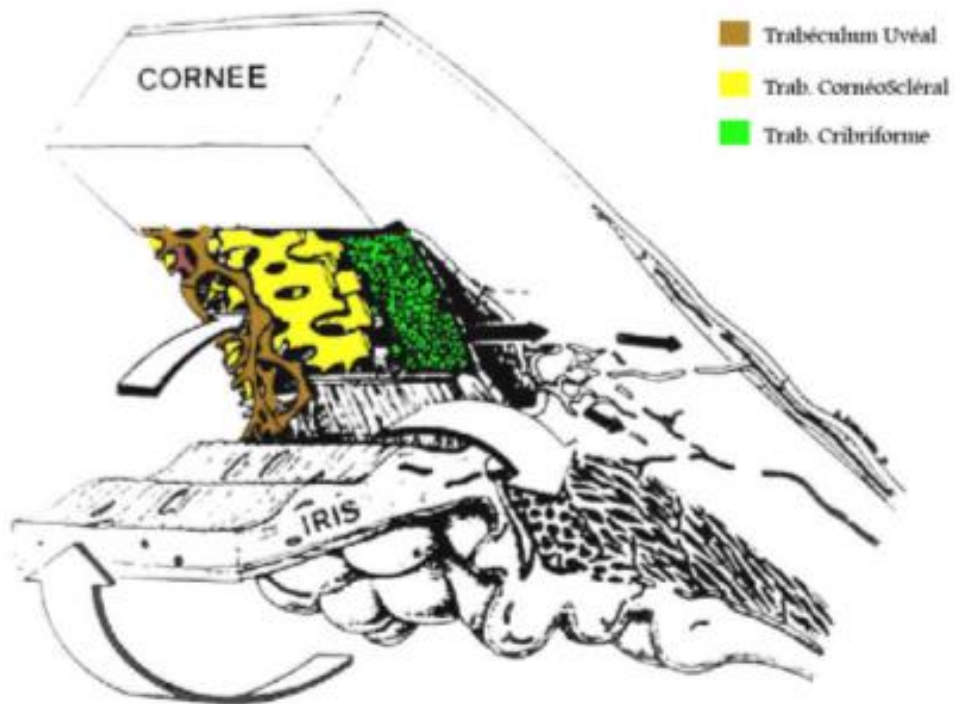 CORNEE
Trabéculum Uvéal
Trab. CornéoScléral
Trab. Cribriforme
IRIS